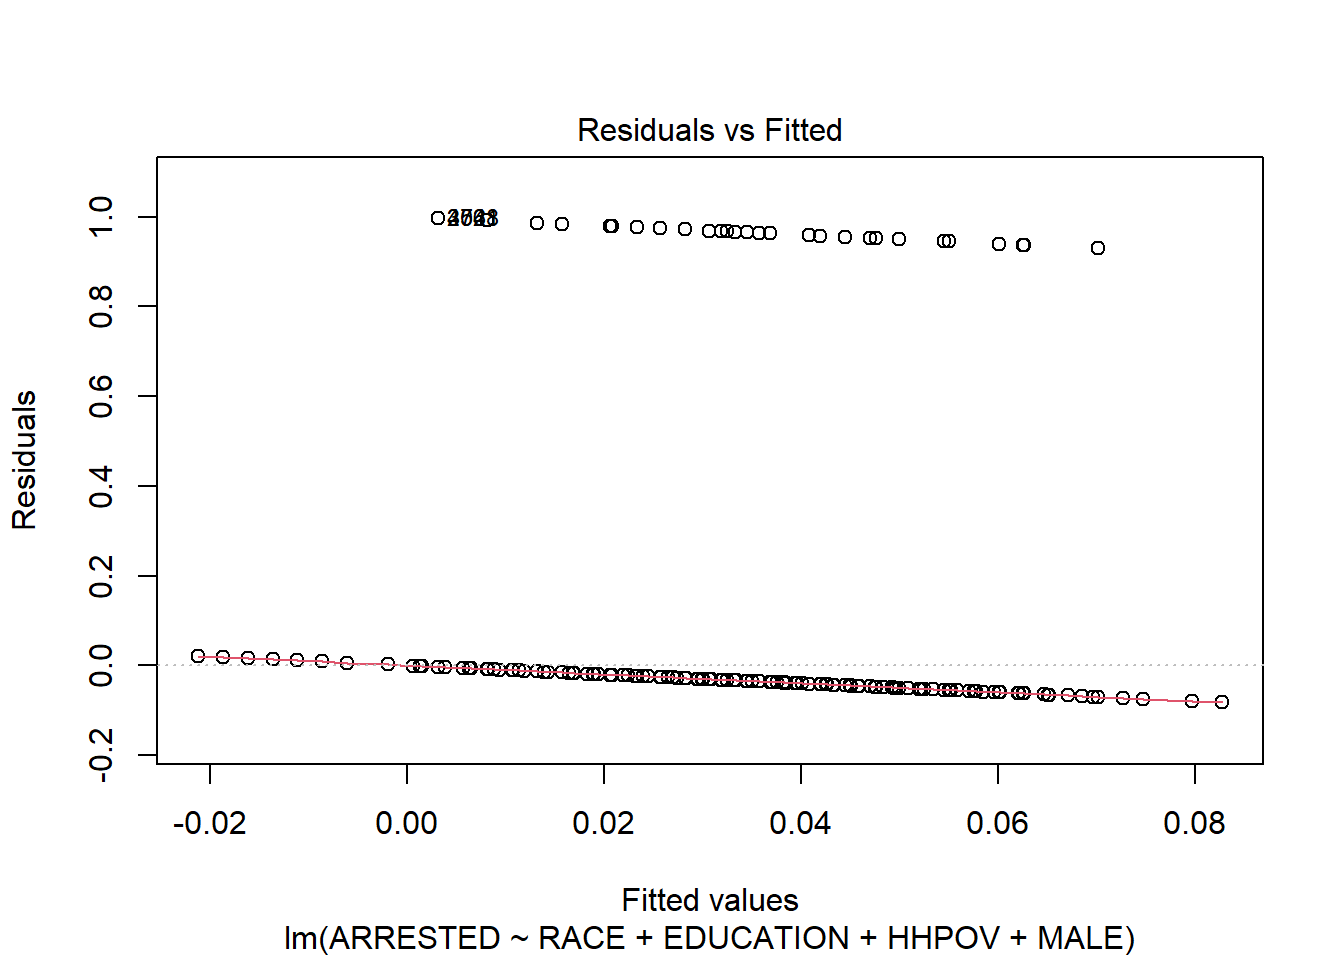 Residuals vs Fitted
Residuals
1.0
0.8
0.6
0.4
0.2
0.0
-0.2
-0.02 0.00 0.02 0.04 0.06 0.08
Fitted values
lm(ARRESTED ~ RACE + EDUCATION + HHPOV + MALE)